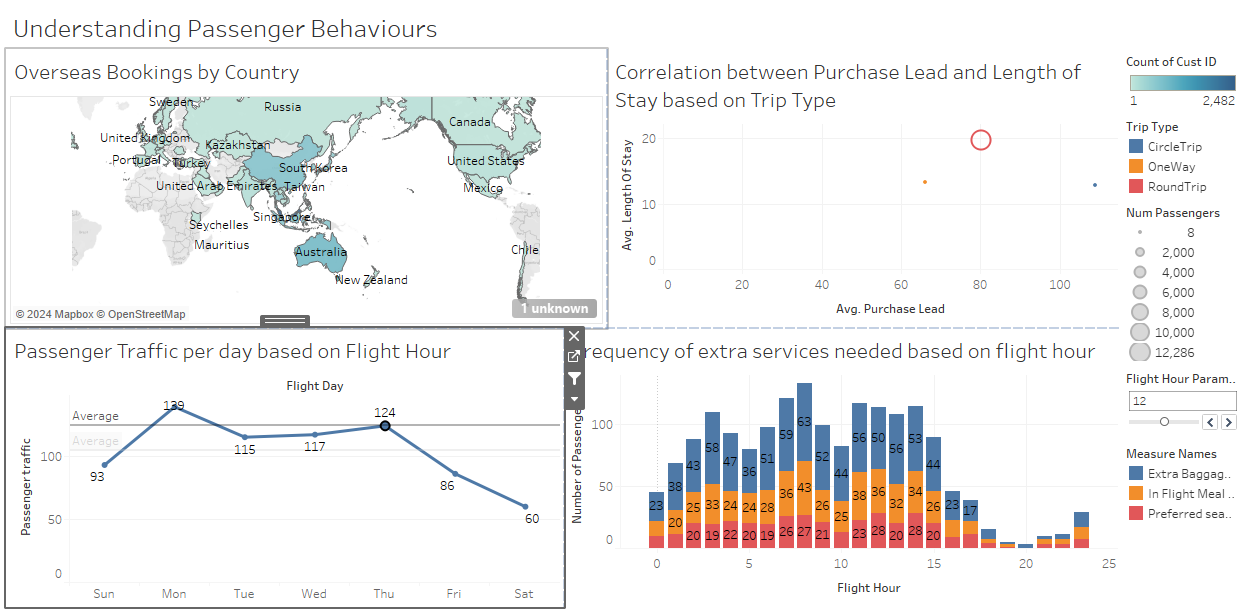 Understanding Passenger Behaviours
Overseas Bookings by Country
Sweden
Russia
Canada
United Kingdom
Kazakhstan
Portugal
Turkey
South Korea
United States
United Arab Emirates
Taiwan
Mexico
Singapore
Seychelles
Mauritius
Australia
Chile
New Zealand
© 2024 Mapbox © OpenStreetMap
1 unknown
Correlation between Purchase Lead and Length of
Stay based on Trip Type
Avg. Length Of Stay
20
10
0
0
20
40
60
80
100
Avg. Purchase Lead
Count of Cust ID
1
2,482
Trip Type
CircleTrip
OneWay
RoundTrip
Num Passengers
8
2,000
4,000
6,000
8,000
10,000
12,286
Flight Hour Param..
12
Measure Names
Extra Baggag..
In Flight Meal ..
Preferred sea..
Passenger Traffic per day based on Flight Hour
Flight Day
Average
Average
Passenger traffic
100
50
0
93
139
115
117
124
86
60
Sun
Mon
Tue
Wed
Thu
Fri
Sat
requency of extra services needed based on flight hour
Number of Passenge
100
50
0
23
38
43
58
47
36
51
59
63
52
44
56
50
56
53
44
23
17
20
25
33
24
24
28
36
43
26
25
38
36
32
34
26
20
19
22
20
19
26
27
21
23
28
20
28
20
0
5
10
15
20
25
Flight Hour